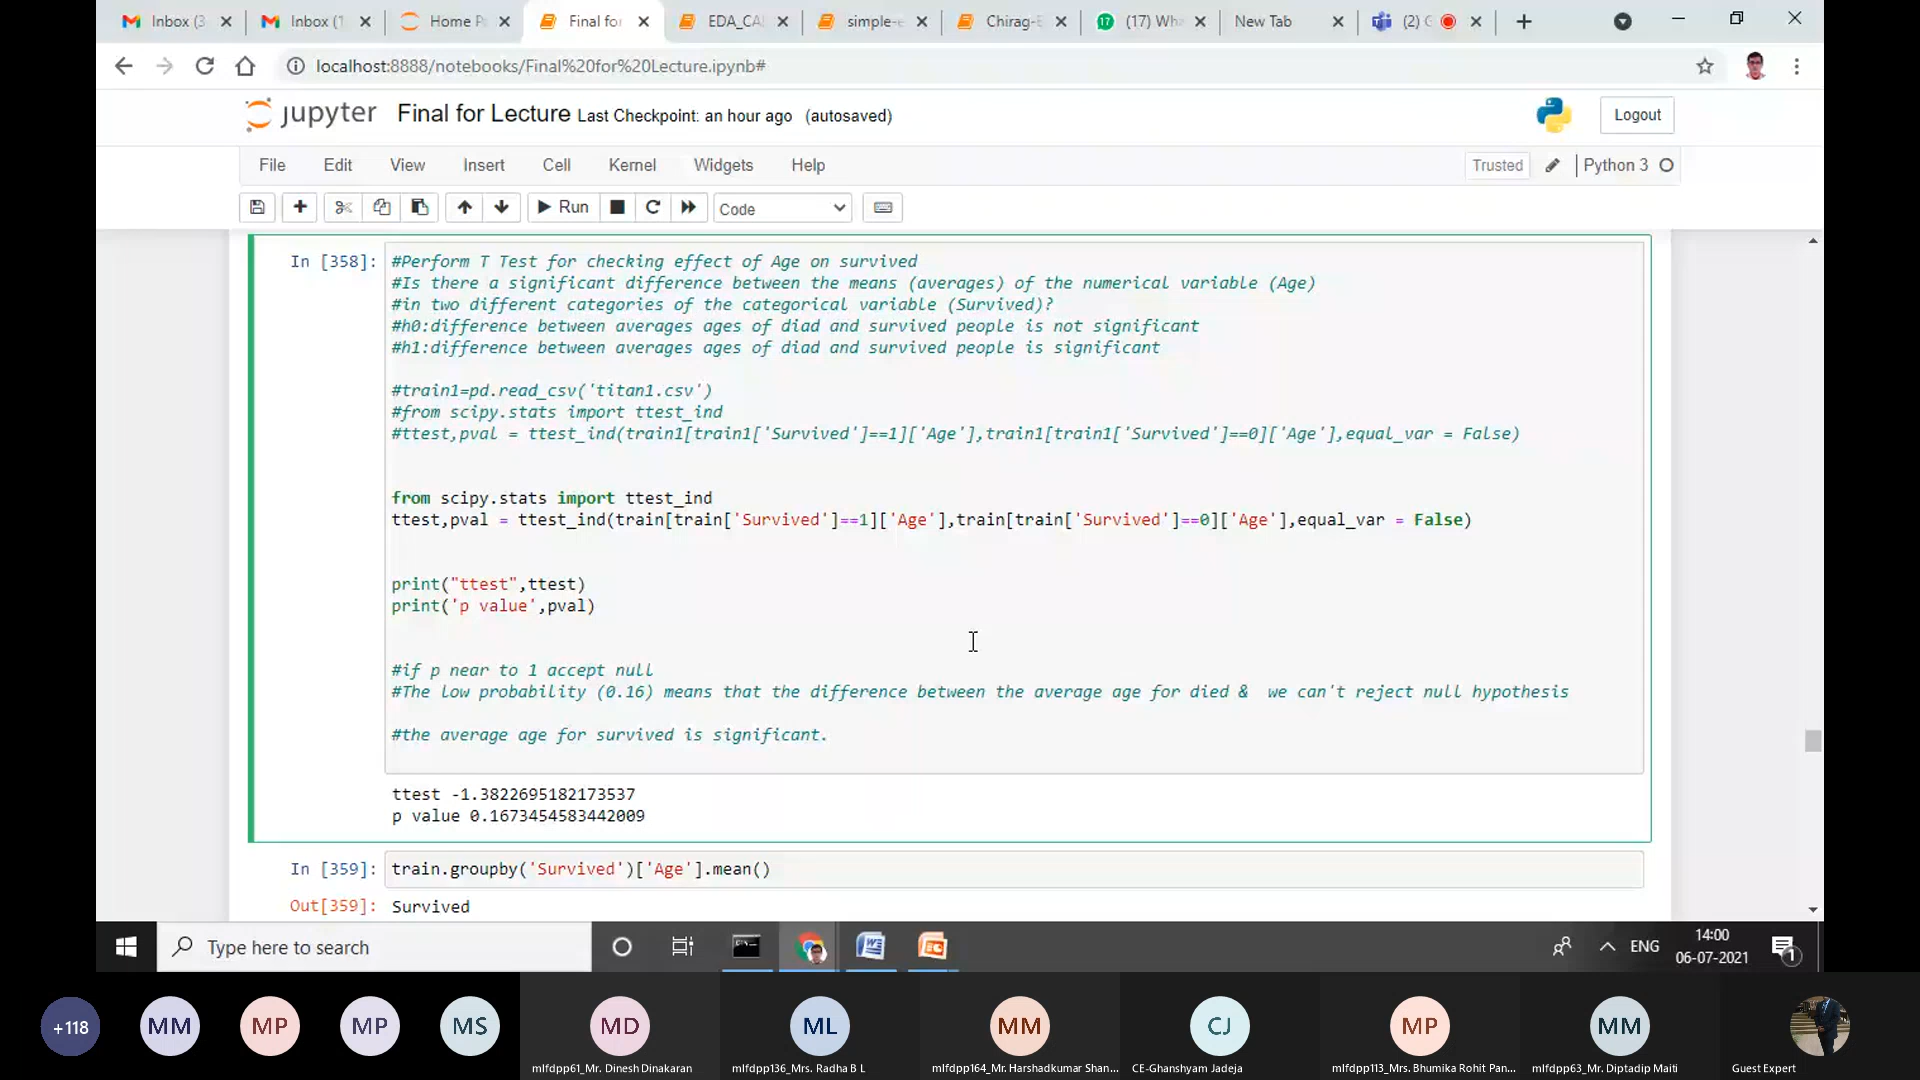 Inbox (3
Inbox (1
Home P
Final for
EDA_CA
simple-e
Chirag-E
(17) Wha
New Tab
(2) G
localhost:8888/notebooks/Final%20for%20Lecture.ipynb#
jupyter Final for Lecture Last Checkpoint: an hour ago (autosaved)
Logout
File Edit View Insert Cell Kernel Widgets Help
Trusted Python 3
Run Code
In [358]:
#Perform T Test for checking effect of Age on survived
#Is there a significant difference between the means (averages) of the numerical variable (Age)
#in two different categories of the categorical variable (Survived)?
#h0:difference between averages ages of diad and survived people is not significant
#h1:difference between averages ages of diad and survived people is significant
#train1=pd.read_csv('titan1.csv')
#from scipy.stats import ttest_ind
#ttest,pval = ttest_ind(train1[train1['Survived']==1]['Age'],train1[train1['Survived']==0]['Age'],equal_var = False)
from scipy.stats import ttest_ind
ttest,pval = ttest_ind(train[train['Survived']==1]['Age'],train[train['Survived']==0]['Age'],equal_var = False)
print("ttest",ttest)
print('p value',pval)
#if p near to 1 accept null
#The low probability (0.16) means that the difference between the average age for died &  we can't reject null hypothesis
#the average age for survived is significant.
ttest -1.3822695182173537
p value 0.1673454583442009
In [359]: train.groupby('Survived')['Age'].mean()
Out[359]: Survived
Type here to search
ENG
14:00
06-07-2021
1
+118
MM
MP
MP
MS
MD
ML
MM
CJ
MP
MM
mlfdpp61_Mr. Dinesh Dinakaran
mlfdpp136_Mrs. Radha B L
mlfdpp164_Mr. Harshadkumar Shan...
CE-Ghanshyam Jadeja
mlfdpp113_Mrs. Bhumika Rohit Pan...
mlfdpp63_Mr. Diptadip Maiti
Guest Expert